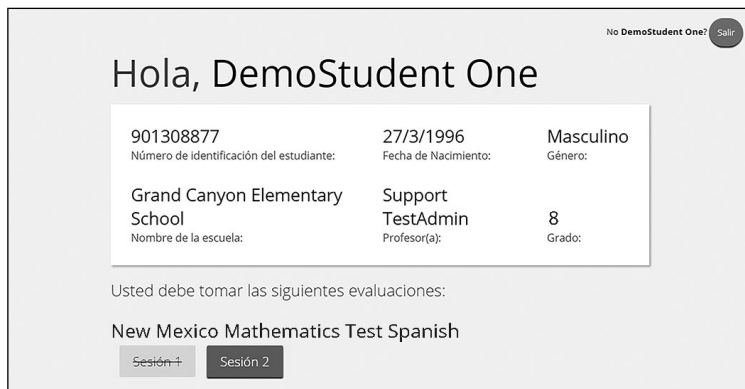 No DemoStudent One? Salir
Hola, DemoStudent One
901308877 27/3/1996 Masculino
Número de identificación del estudiante: Fecha de Nacimiento: Género:
Grand Canyon Elementary Support
School TestAdmin 8
Nombre de la escuela: Profesor(a): Grado:
Usted debe tomar las siguientes evaluaciones:
New Mexico Mathematics Test Spanish
Sesión 1 Sesión 2